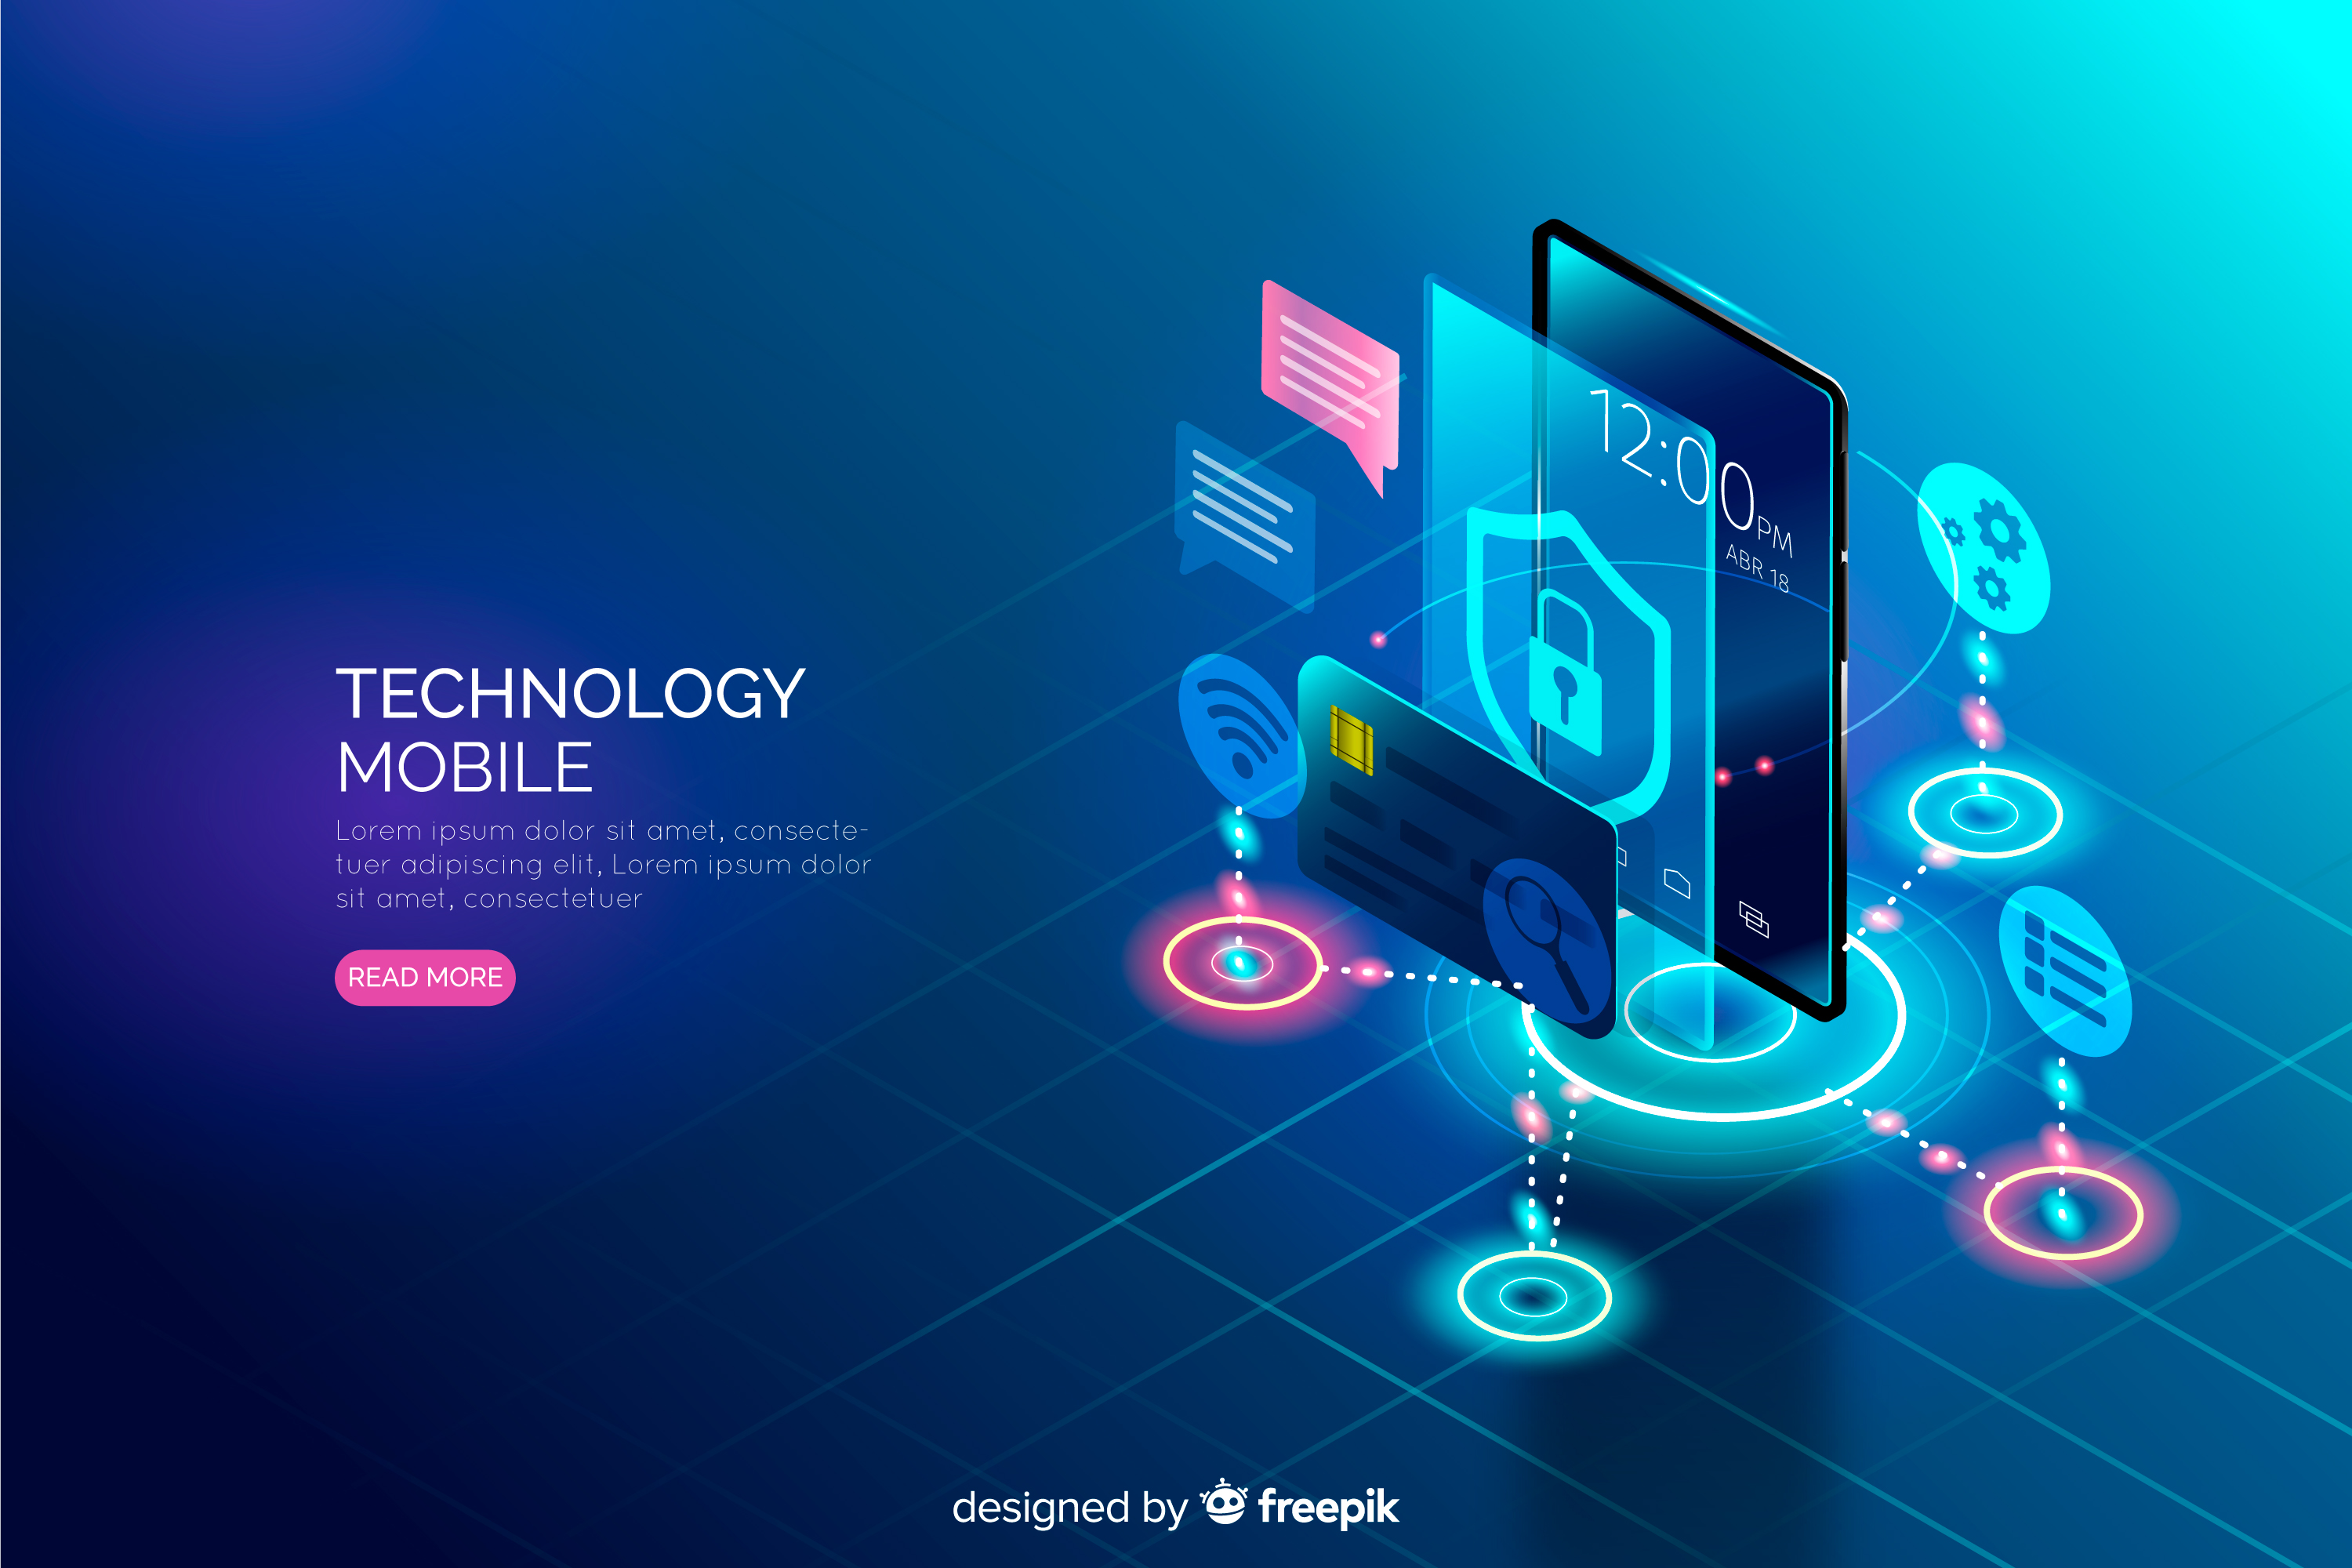 TECHNOLOGY
MOBILE
Lorem ipsum dolor sit amet, consecte-
tuer adipiscing elit, Lorem ipsum dolor
sit amet, consectetuer
READ MORE
12:00PM
ABR 18
designed by freepik